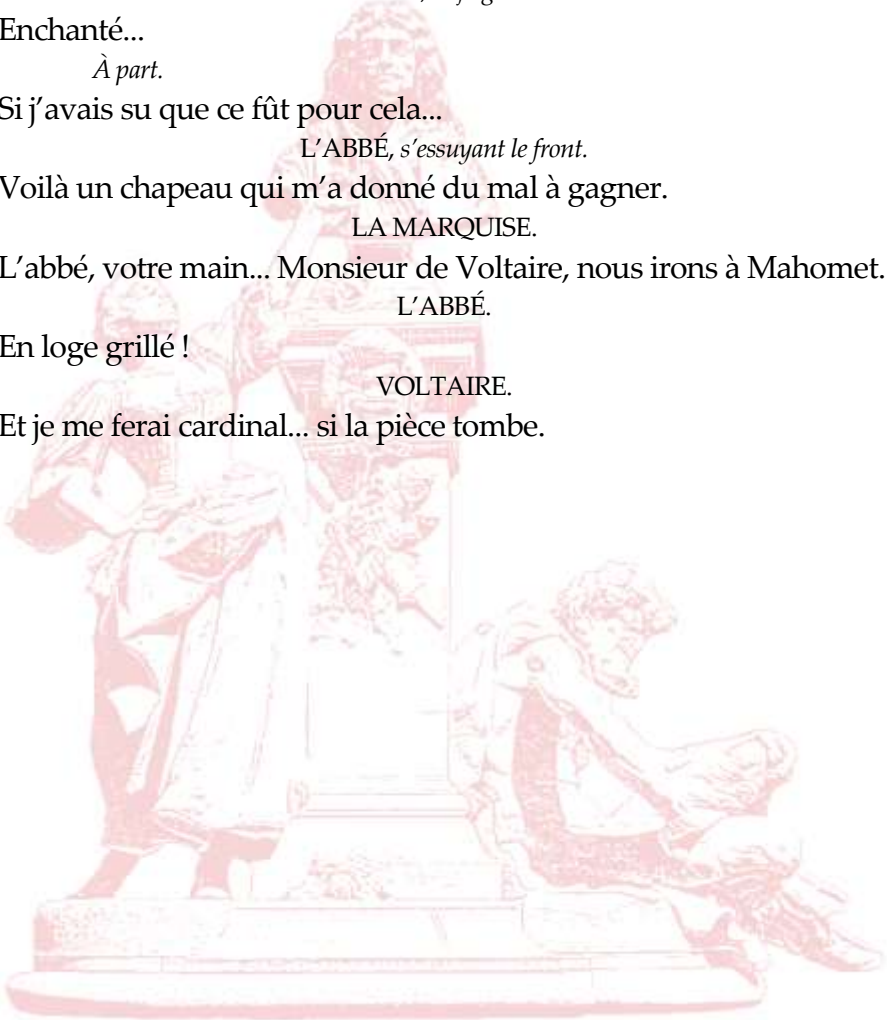 Enchanté...
À part.
Si j’avais su que ce fût pour cela...
L’ABBÉ, s’essuyant le front.
Voilà un chapeau qui m’a donné du mal à gagner.
LA MARQUISE.
L’abbé, votre main... Monsieur de Voltaire, nous irons à Mahomet.
L’ABBÉ.
En loge grillé !
VOLTAIRE.
Et je me ferai cardinal... si la pièce tombe.